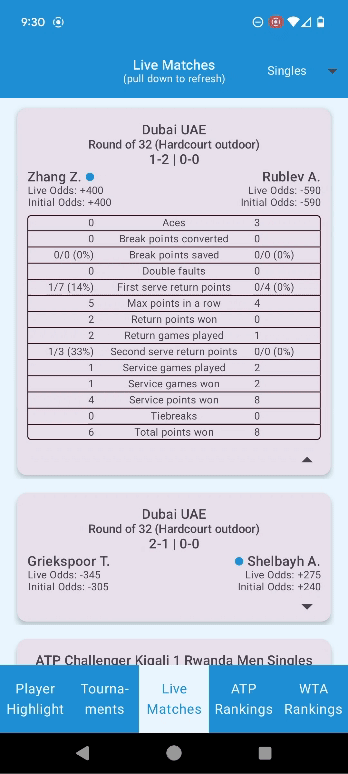 9:30
Live Matches
(pull down to refresh)
Singles
Dubai UAE
Round of 32 (Hardcourt outdoor)
1-2 | 0-0
Zhang Z. Rublev A.
Live Odds: +400 Live Odds: -590
Initial Odds: +400 Initial Odds: -590
0 Aces 3
0 Break points converted 0
0/0 (0%) Break points saved 0/0 (0%)
0 Double faults 0
1/7 (14%) First serve return points 0/4 (0%)
5 Max points in a row 4
2 Return points won 0
2 Return games played 1
1/3 (33%) Second serve return points 0/0 (0%)
1 Service games played 2
1 Service games won 2
4 Service points won 8
0 Tiebreaks 0
6 Total points won 8
Dubai UAE
Round of 32 (Hardcourt outdoor)
2-1 | 0-0
Griekspoor T. Shelbayh A.
Live Odds: -345 Live Odds: +275
Initial Odds: -305 Initial Odds: +240
ATP Challenger Kigali 1 Rwanda Men Singles
Player Highlight
Tourna-
ments
Live Matches
ATP Rankings
WTA Rankings